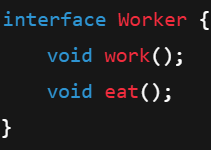 interface Worker {
    void work();
    void eat();
}